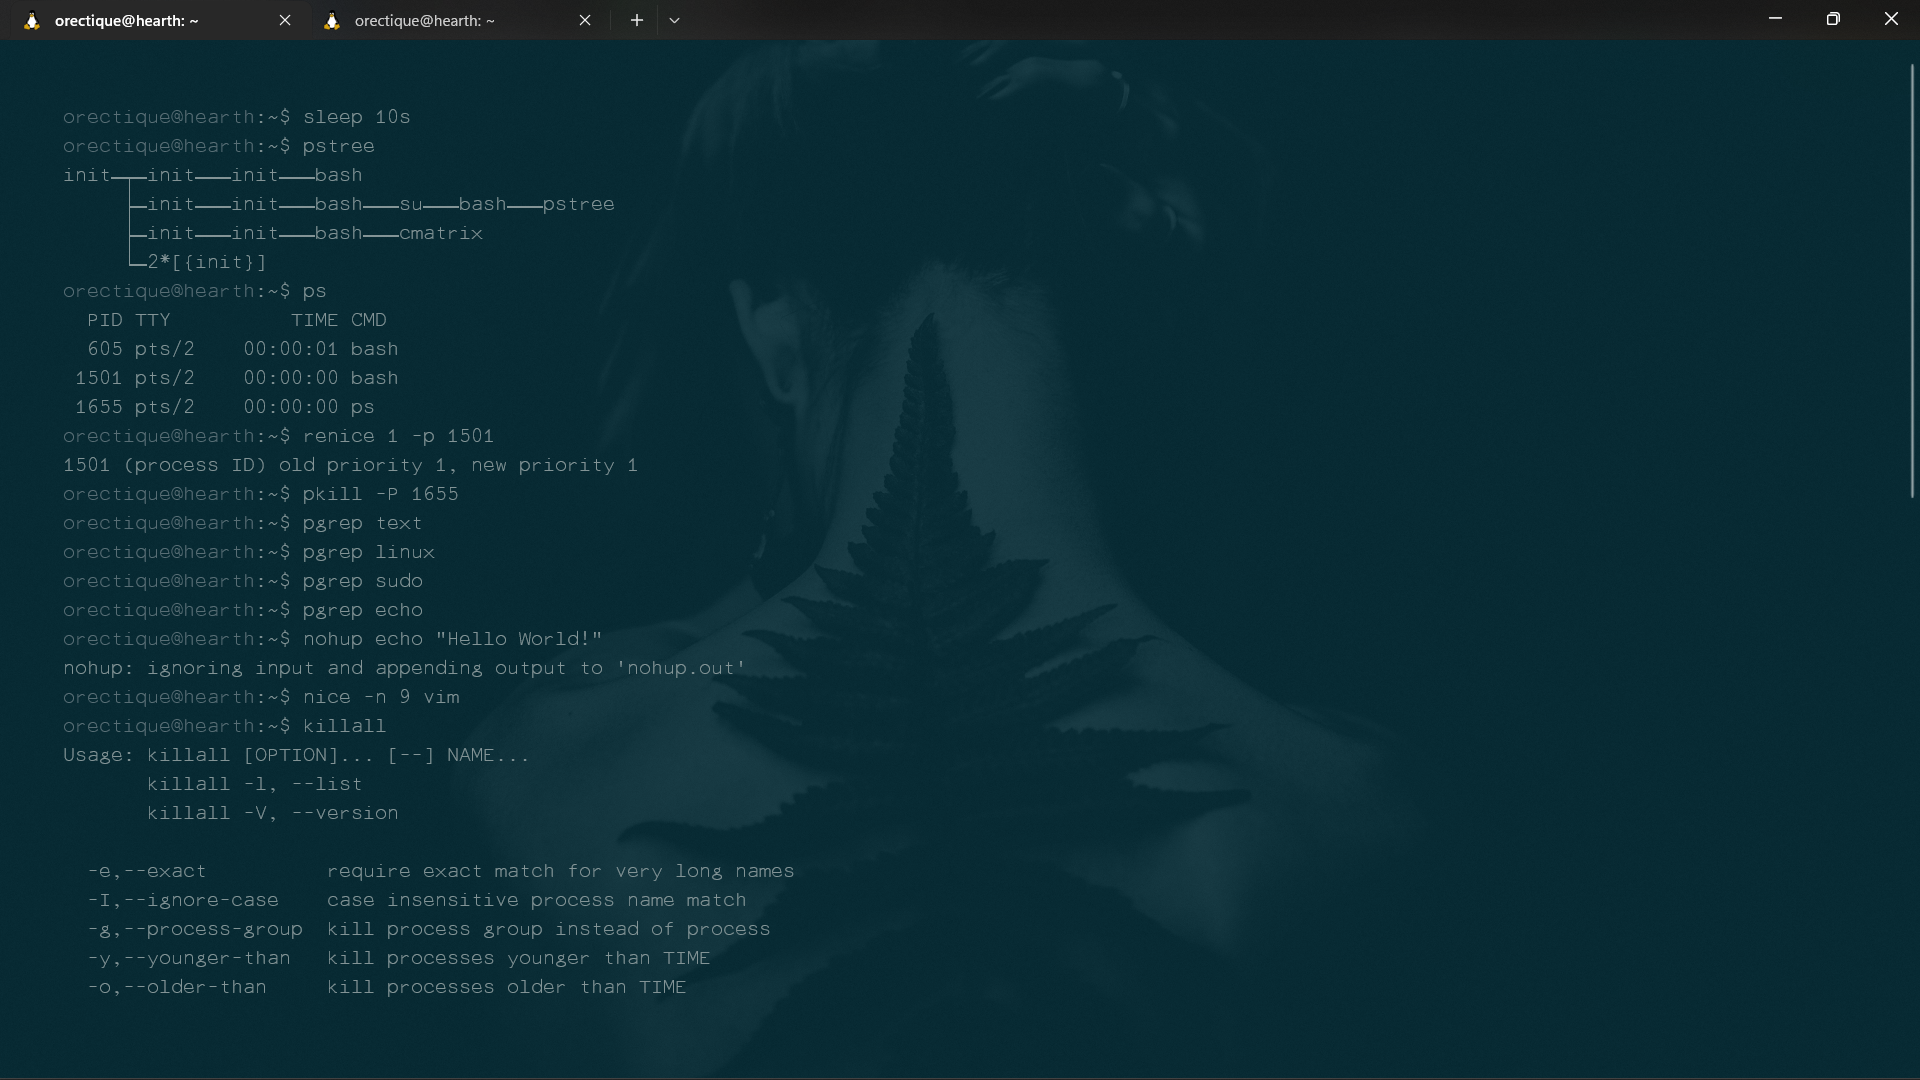 orectique@hearth: ~
orectique@hearth: ~
orectique@hearth:~$ sleep 10s
orectique@hearth:~$ pstree
init─┬─init───init───bash
     ├─init───init───bash───su───bash───pstree
     ├─init───init───bash───cmatrix
     └─2*[{init}]
orectique@hearth:~$ ps
  PID TTY          TIME CMD
  605 pts/2    00:00:01 bash
 1501 pts/2    00:00:00 bash
 1655 pts/2    00:00:00 ps
orectique@hearth:~$ renice 1 -p 1501
1501 (process ID) old priority 1, new priority 1
orectique@hearth:~$ pkill -P 1655
orectique@hearth:~$ pgrep text
orectique@hearth:~$ pgrep linux
orectique@hearth:~$ pgrep sudo
orectique@hearth:~$ pgrep echo
orectique@hearth:~$ nohup echo "Hello World!"
nohup: ignoring input and appending output to 'nohup.out'
orectique@hearth:~$ nice -n 9 vim
orectique@hearth:~$ killall
Usage: killall [OPTION]... [--] NAME...
       killall -l, --list
       killall -V, --version
  -e,--exact          require exact match for very long names
  -I,--ignore-case    case insensitive process name match
  -g,--process-group  kill process group instead of process
  -y,--younger-than   kill processes younger than TIME
  -o,--older-than     kill processes older than TIME